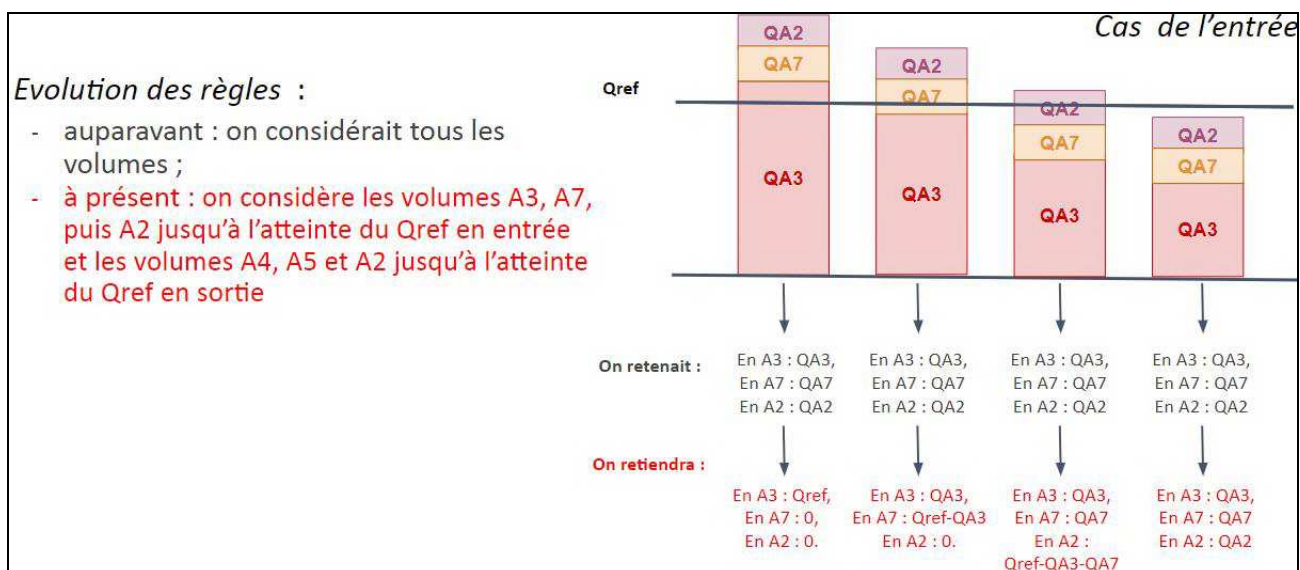 Cas de l'entrée
Evolution des règles :
- auparavant : on considérait tous les
volumes ;
- à présent : on considère les volumes A3, A7,
puis A2 jusqu'à l'atteinte du Qref en entrée
et les volumes A4, A5 et A2 jusqu'à l'atteinte
du Qref en sortie
Qref
QA2
QA7
QA3
QA2
QA7
QA3
QA2
QA7
QA3
QA2
QA7
QA3
On retenait :
En A3 : QA3,
En A7 : QA7
En A2 : QA2
En A3 : QA3,
En A7 : QA7
En A2 : QA2
En A3 : QA3,
En A7 : QA7
En A2 : QA2
En A3 : QA3,
En A7 : QA7
En A2 : QA2
On retiendra :
En A3 : Qref,
En A7 : 0,
En A2 : 0.
En A3 : QA3,
En A7 : Qref-QA3
En A2 : 0.
En A3 : QA3,
En A7 : QA7
En A2 :
Qref-QA3-QA7
En A3 : QA3,
En A7 : QA7
En A2 : QA2